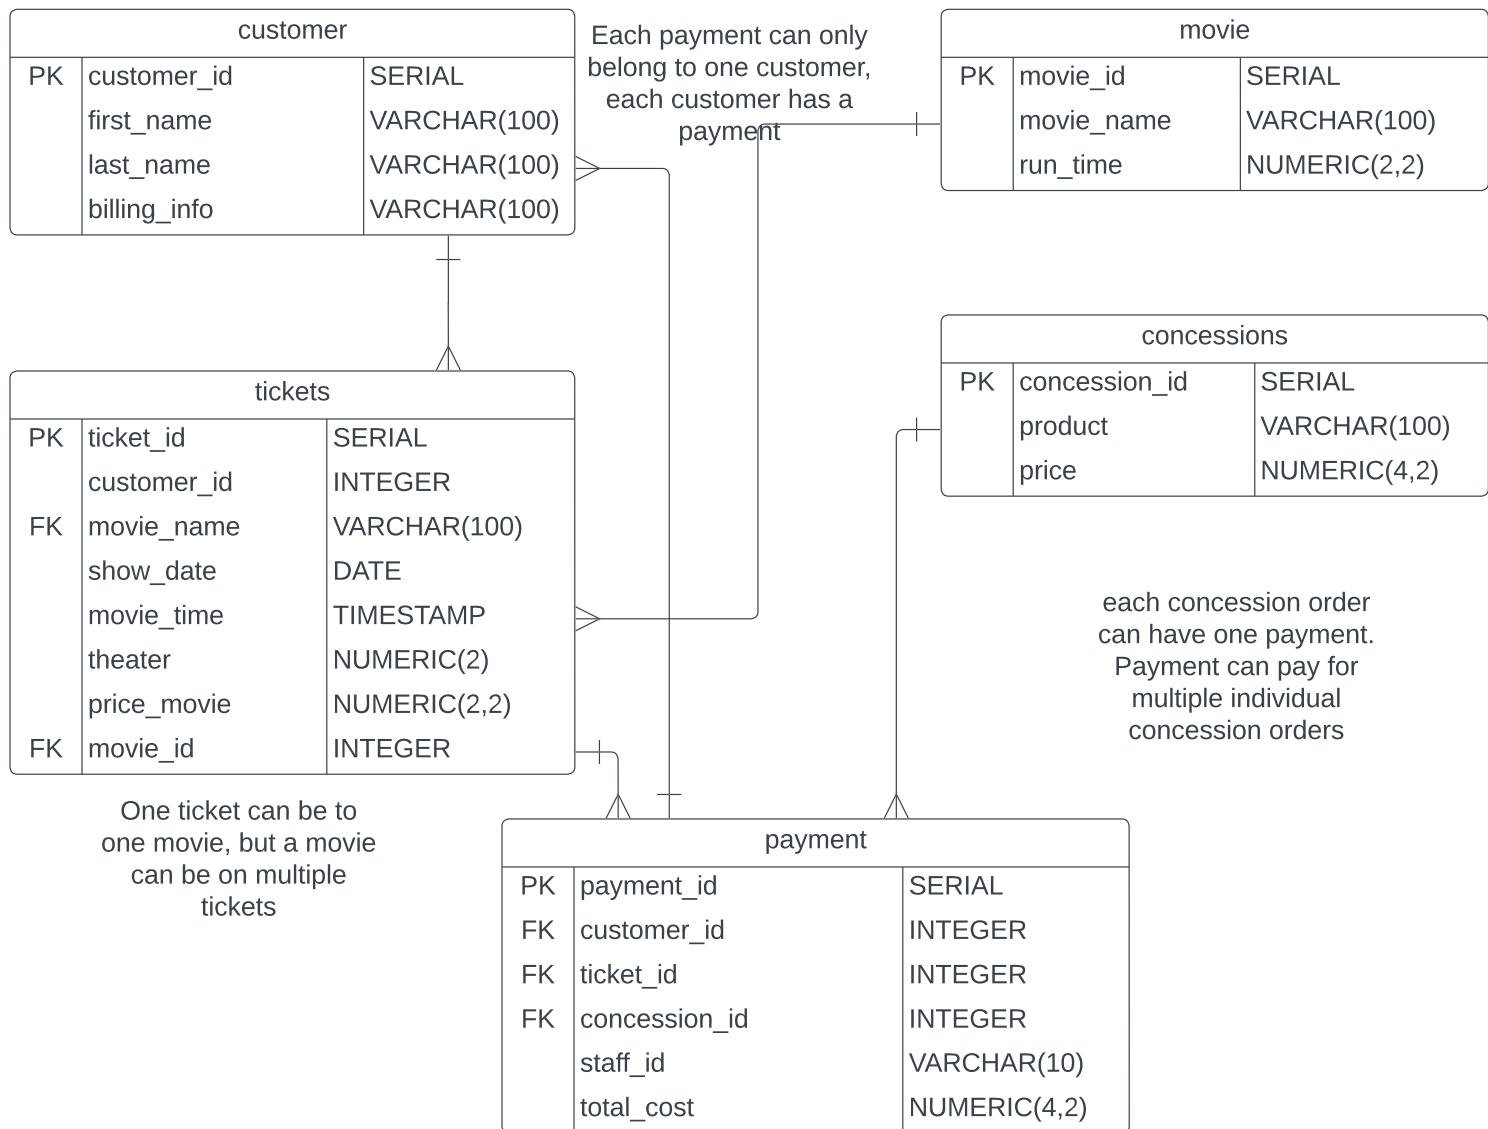 customer
PK customer_id SERIAL
first_name VARCHAR(100)
last_name VARCHAR(100)
billing_info VARCHAR(100)
Each payment can only
belong to one customer,
each customer has a
payment
movie
PK movie_id SERIAL
movie_name VARCHAR(100)
run_time NUMERIC(2,2)
concessions
PK concession_id SERIAL
product VARCHAR(100)
price NUMERIC(4,2)
tickets
PK ticket_id SERIAL
customer_id INTEGER
FK movie_name VARCHAR(100)
show_date DATE
movie_time TIMESTAMP
theater NUMERIC(2)
price_movie NUMERIC(2,2)
FK movie_id INTEGER
each concession order
can have one payment.
Payment can pay for
multiple individual
concession orders
One ticket can be to
one movie, but a movie
can be on multiple
tickets
payment
PK payment_id SERIAL
FK customer_id INTEGER
FK ticket_id INTEGER
FK concession_id INTEGER
staff_id VARCHAR(10)
total_cost NUMERIC(4,2)